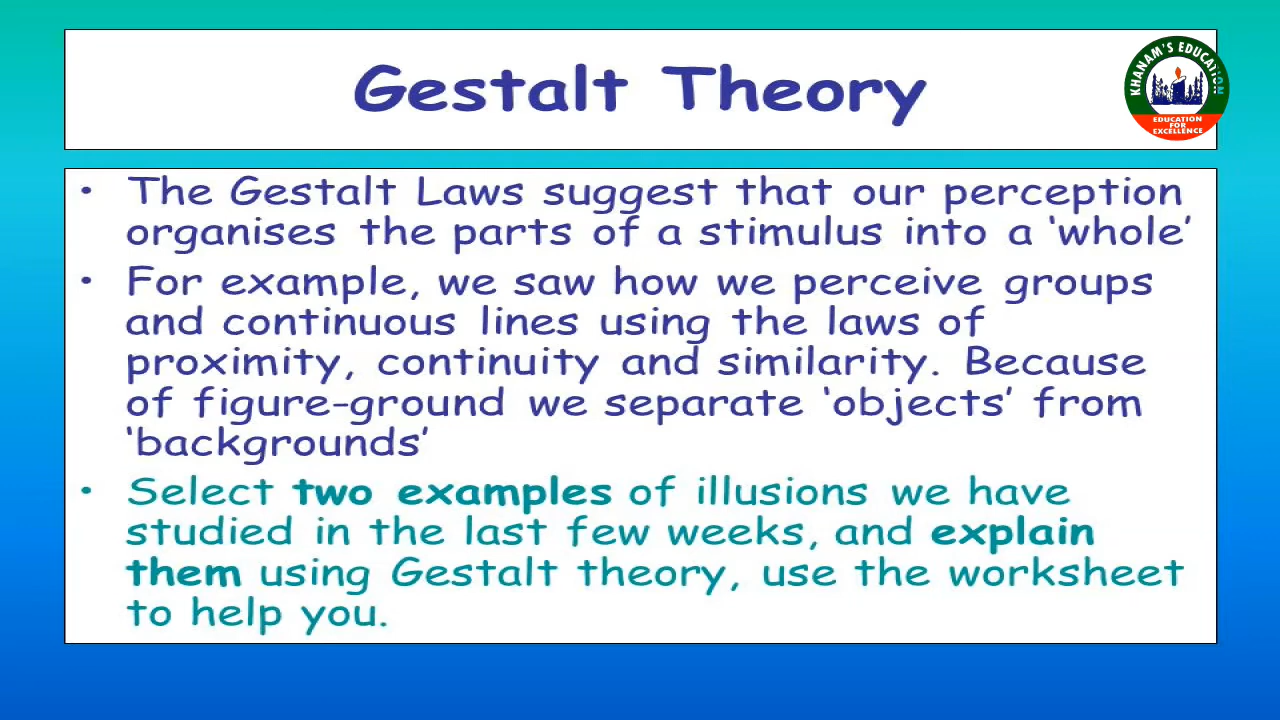 Gestalt Theory
KHANAM'S EDUCATION
EDUCATION
FOR
EXCELLENCE
• The Gestalt Laws suggest that our perception
organises the parts of a stimulus into a ‘whole’
• For example, we saw how we perceive groups
and continuous lines using the laws of
proximity, continuity and similarity. Because
of figure-ground we separate ‘objects’ from
‘backgrounds’
• Select two examples of illusions we have
studied in the last few weeks, and explain
them using Gestalt theory, use the worksheet
to help you.